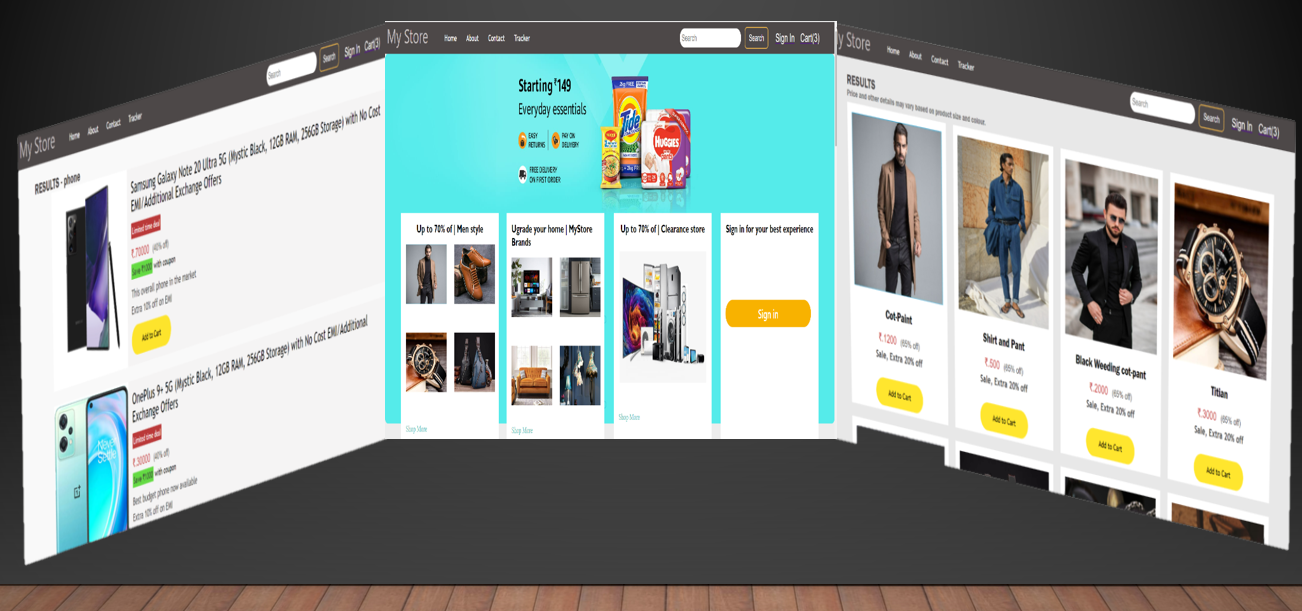 My Store
Home
About
Contact
Tracker
Search
Search
Sign In
Cart(3)
RESULTS - phone
Samsung Galaxy Note 20 Ultra 5G (Mystic Black, 12GB RAM, 256GB Storage) with No Cost
EMI/Additional Exchange Offers
Limited time deal
₹.70000 (40% off)
Save ₹1000 with coupon
This overall phone in the market
Extra 10% off on EMI
Add to Cart
OnePlus 9+ 5G (Mystic Black, 12GB RAM, 256GB Storage) with No Cost EMI/Additional
Exchange Offers
Limited time deal
₹.30000 (40% off)
Save ₹1000 with coupon
Best budget phone now available
Extra 10% off on EMI
My Store
Home
About
Contact
Tracker
Search
Search
Sign In
Cart(3)
Starting ₹149
Everyday essentials
EASY
RETURNS
PAY ON
DELIVERY
FREE DELIVERY
ON FIRST ORDER
Tide
HUGGIES
Up to 70% of | Men style
Shop More
Ugrade your home | MyStore
Brands
Shop More
Up to 70% of | Clearance store
Shop More
Sign in for your best experience
Sign in
y Store
Home
About
Contact
Tracker
Search
Search
Sign In
Cart(3)
RESULTS
Price and other details may vary based on product size and colour.
Cot-Paint
₹.1200 (65% off)
Sale, Extra 20% off
Add to Cart
Shirt and Pant
₹.500 (65% off)
Sale, Extra 20% off
Add to Cart
Black Weeding cot-pant
₹.2000 (65% off)
Sale, Extra 20% off
Add to Cart
Titian
₹.3000 (65% off)
Sale, Extra 20% off
Add to Cart